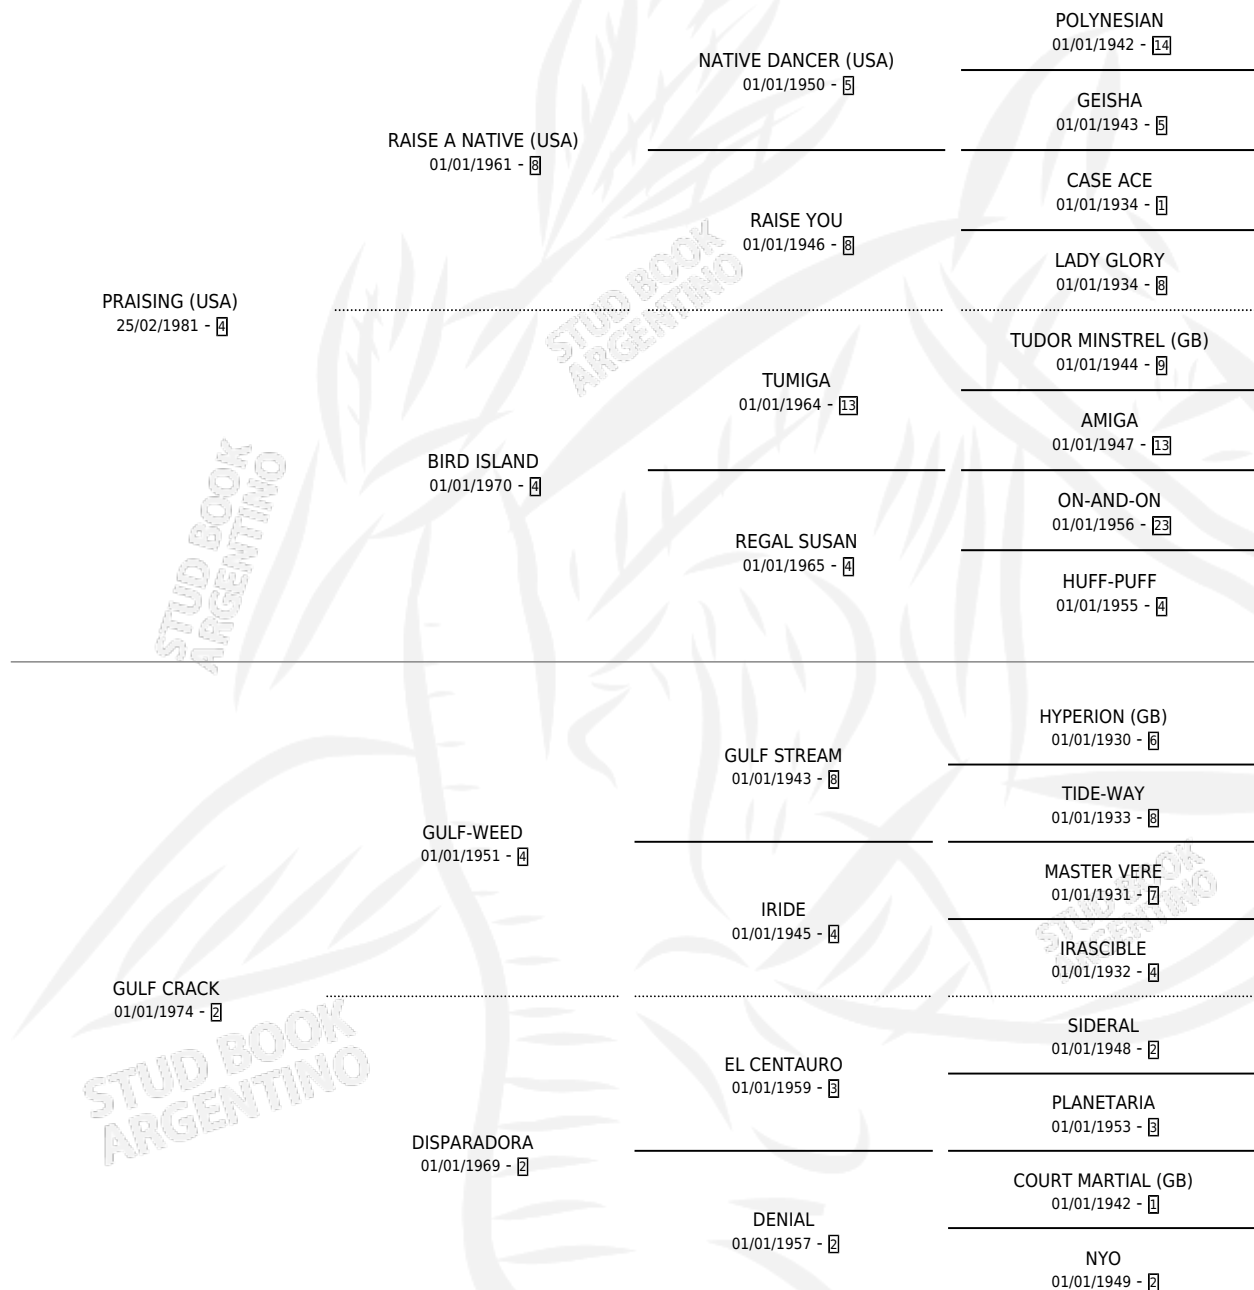 POLYNESIAN
01/01/1942 - 14
NATIVE DANCER (USA)
01/01/1950 - 5
GEISHA
01/01/1943 - 5
RAISE A NATIVE (USA)
01/01/1961 - 8
CASE ACE
01/01/1934 - 1
RAISE YOU
01/01/1946 - 8
LADY GLORY
01/01/1934 - 8
PRAISING (USA)
25/02/1981 - 4
TUDOR MINSTREL (GB)
01/01/1944 - 9
TUMIGA
01/01/1964 - 13
AMIGA
01/01/1947 - 13
BIRD ISLAND
01/01/1970 - 4
ON-AND-ON
01/01/1956 - 23
REGAL SUSAN
01/01/1965 - 4
HUFF-PUFF
01/01/1955 - 4
HYPERION (GB)
01/01/1930 - 6
GULF STREAM
01/01/1943 - 8
TIDE-WAY
01/01/1933 - 8
GULF-WEED
01/01/1951 - 4
MASTER VERE
01/01/1931 - 7
IRIDE
01/01/1945 - 4
IRASCIBLE
01/01/1932 - 4
GULF CRACK
01/01/1974 - 2
SIDERAL
01/01/1948 - 2
EL CENTAURO
01/01/1959 - 3
PLANETARIA
01/01/1953 - 3
DISPARADORA
01/01/1969 - 2
COURT MARTIAL (GB)
01/01/1942 - 1
DENIAL
01/01/1957 - 2
NYO
01/01/1949 - 2
STUD BOOK
ARGENTINO
STUD BOOK
ARGENTINO
STUD BOOK
ARGENTINO
STUD BOOK
ARGENTINO